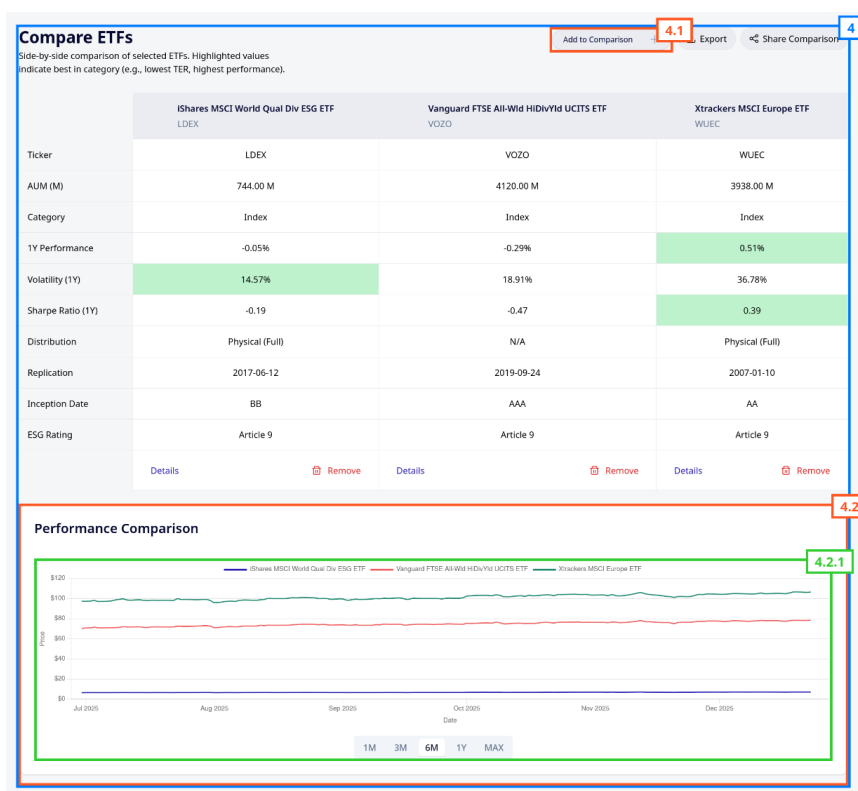 Compare ETFs
Side-by-side comparison of selected ETFs. Highlighted values
indicate best in category (e.g., lowest TER, highest performance).
Add to Comparison +
4.1
Export
Share Comparison
4
iShares MSCI World Qual Div ESG ETF
LDEX
Vanguard FTSE All-Wld HiDivYld UCITS ETF
VOZO
Xtrackers MSCI Europe ETF
WUEC
Ticker LDEX VOZO WUEC
AUM (M) 744.00 M 4120.00 M 3938.00 M
Category Index Index Index
1Y Performance -0.05% -0.29% 0.51%
Volatility (1Y) 14.57% 18.91% 36.78%
Sharpe Ratio (1Y) -0.19 -0.47 0.39
Distribution Physical (Full) N/A Physical (Full)
Replication 2017-06-12 2019-09-24 2007-01-10
Inception Date BB AAA AA
ESG Rating Article 9 Article 9 Article 9
Details Remove Details Remove Details Remove
4.2
Performance Comparison
4.2.1
iShares MSCI World Qual Div ESG ETF Vanguard FTSE All-Wld HiDivYld UCITS ETF Xtrackers MSCI Europe ETF
$120
$100
$80
$60
$40
$20
$0
Price
Jul 2025 Aug 2025 Sep 2025 Oct 2025 Nov 2025 Dec 2025
Date
1M 3M 6M 1Y MAX